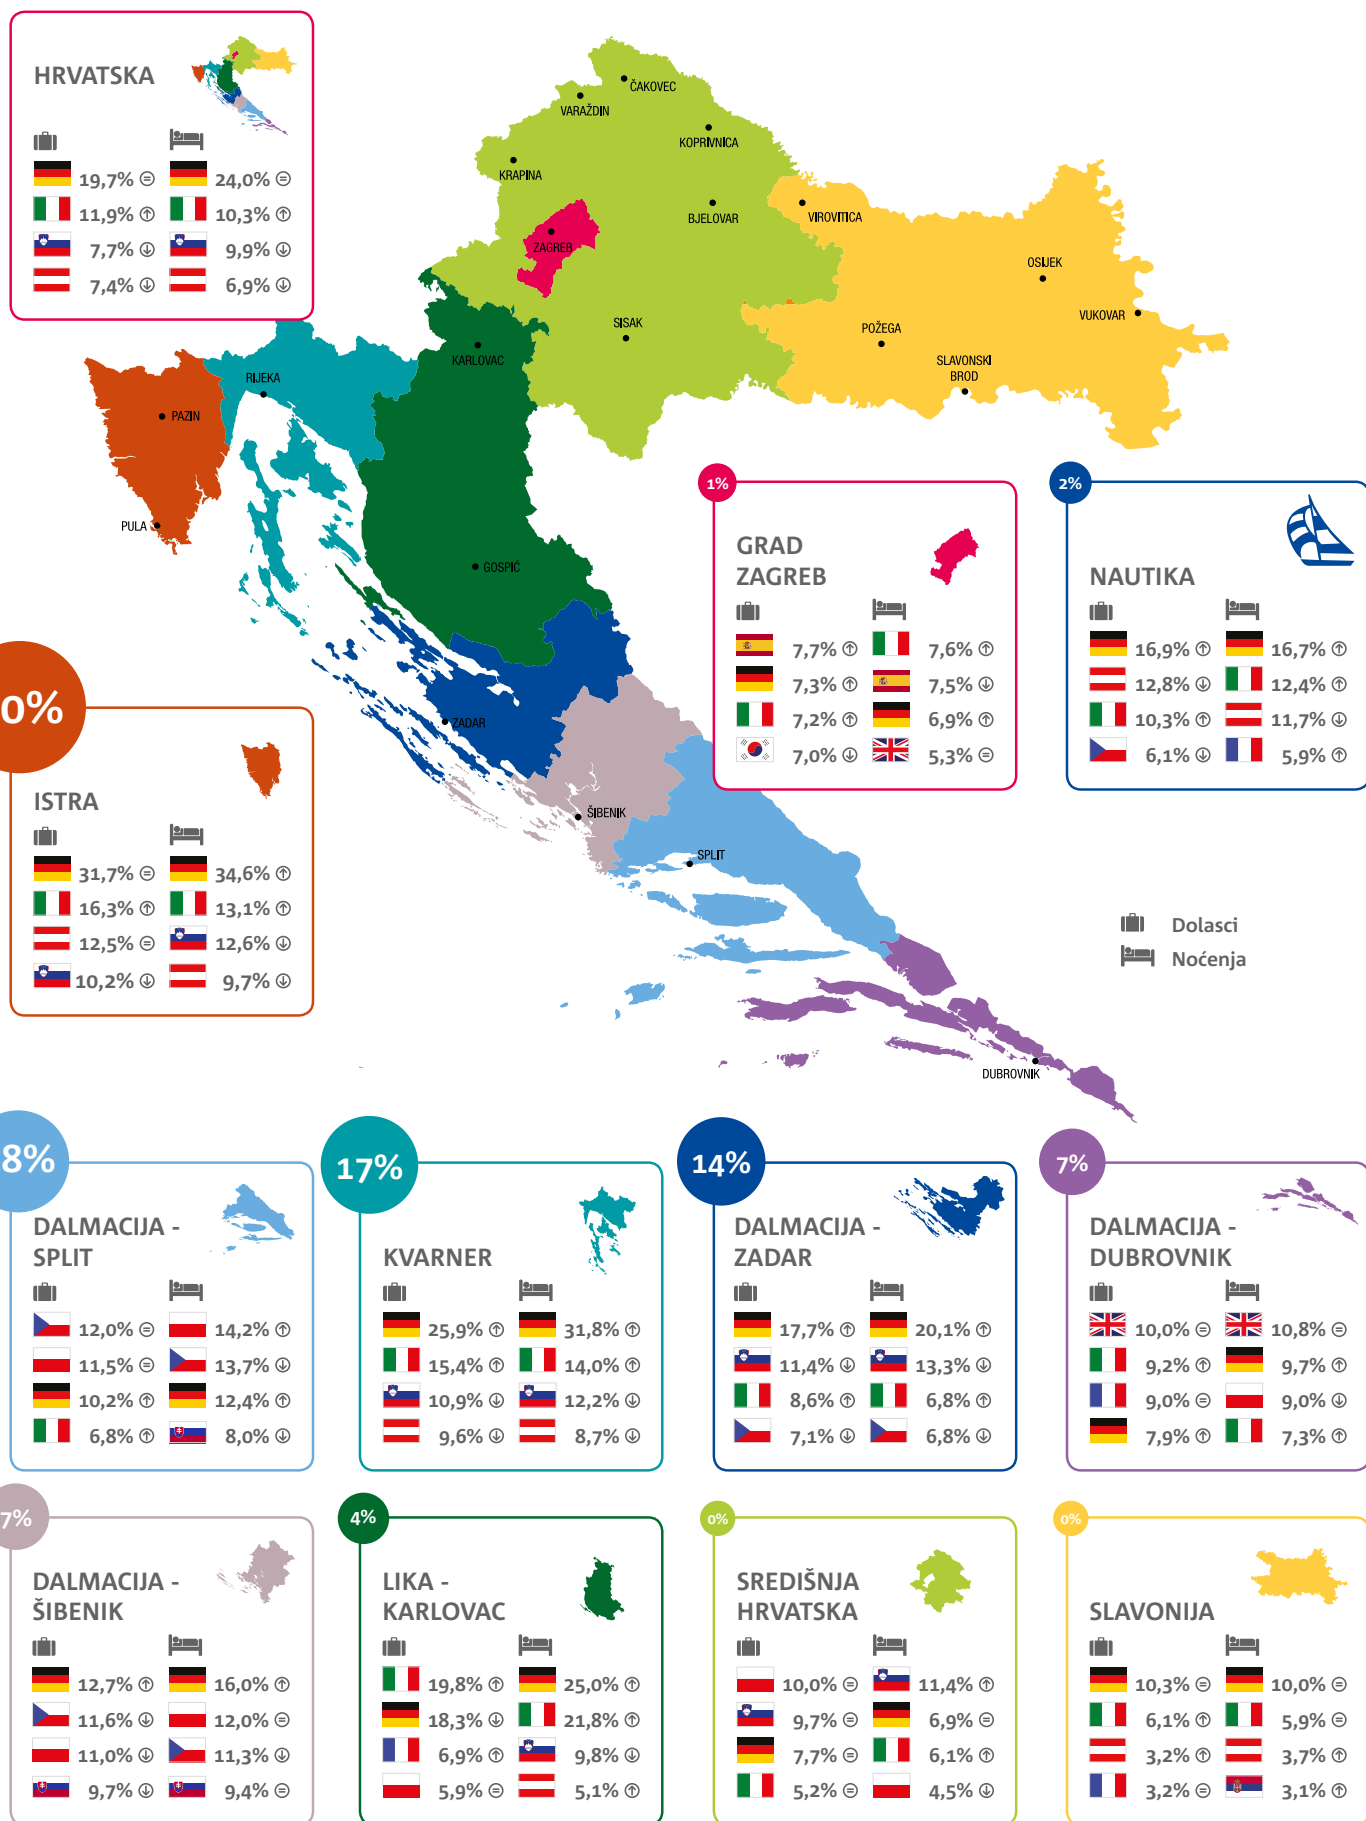 HRVATSKA
19,7% 24,0%
11,9% 10,3%
7,7% 9,9%
7,4% 6,9%
ČAKOVEC
VARAŽDIN
KOPRIVNICA
KRAPINA
BJELOVAR
VIROVITICA
ZAGREB
OSIJEK
VUKOVAR
SISAK
POŽEGA
SLAVONSKI
BROD
KARLOVAC
RIJEKA
PAZIN
PULA
GOSPIĆ
ZADAR
ŠIBENIK
SPLIT
DUBROVNIK
1%
GRAD
ZAGREB
7,7% 7,6%
7,3% 7,5%
7,2% 6,9%
7,0% 5,3%
2%
NAUTIKA
16,9% 16,7%
12,8% 12,4%
10,3% 11,7%
6,1% 5,9%
0%
ISTRA
31,7% 34,6%
16,3% 13,1%
12,5% 12,6%
10,2% 9,7%
Dolasci
Noćenja
8%
DALMACIJA -
SPLIT
12,0% 14,2%
11,5% 13,7%
10,2% 12,4%
6,8% 8,0%
17%
KVARNER
25,9% 31,8%
15,4% 14,0%
10,9% 12,2%
9,6% 8,7%
14%
DALMACIJA -
ZADAR
17,7% 20,1%
11,4% 13,3%
8,6% 6,8%
7,1% 6,8%
7%
DALMACIJA -
DUBROVNIK
10,0% 10,8%
9,2% 9,7%
9,0% 9,0%
7,9% 7,3%
7%
DALMACIJA -
ŠIBENIK
12,7% 16,0%
11,6% 12,0%
11,0% 11,3%
9,7% 9,4%
4%
LIKA -
KARLOVAC
19,8% 25,0%
18,3% 21,8%
6,9% 9,8%
5,9% 5,1%
0%
SREDIŠNJA
HRVATSKA
10,0% 11,4%
9,7% 6,9%
7,7% 6,1%
5,2% 4,5%
0%
SLAVONIJA
10,3% 10,0%
6,1% 5,9%
3,2% 3,7%
3,2% 3,1%